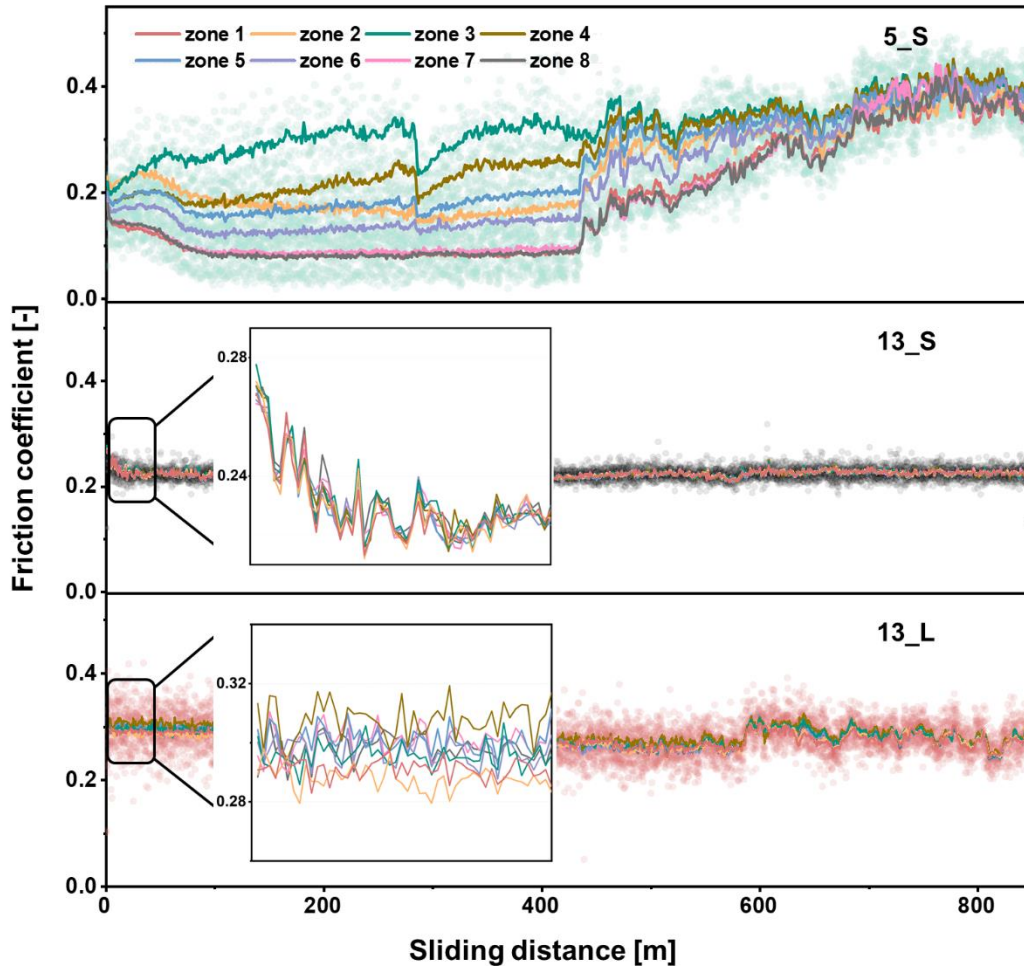 zone 1 zone 2 zone 3 zone 4
zone 5 zone 6 zone 7 zone 8
5_S
0.4
0.2
0.0
13_S
0.28
0.24
0.4
0.2
0.0
13_L
0.32
0.28
0.4
0.2
0.0
0 200 400 600 800
Friction coefficient [-]
Sliding distance [m]